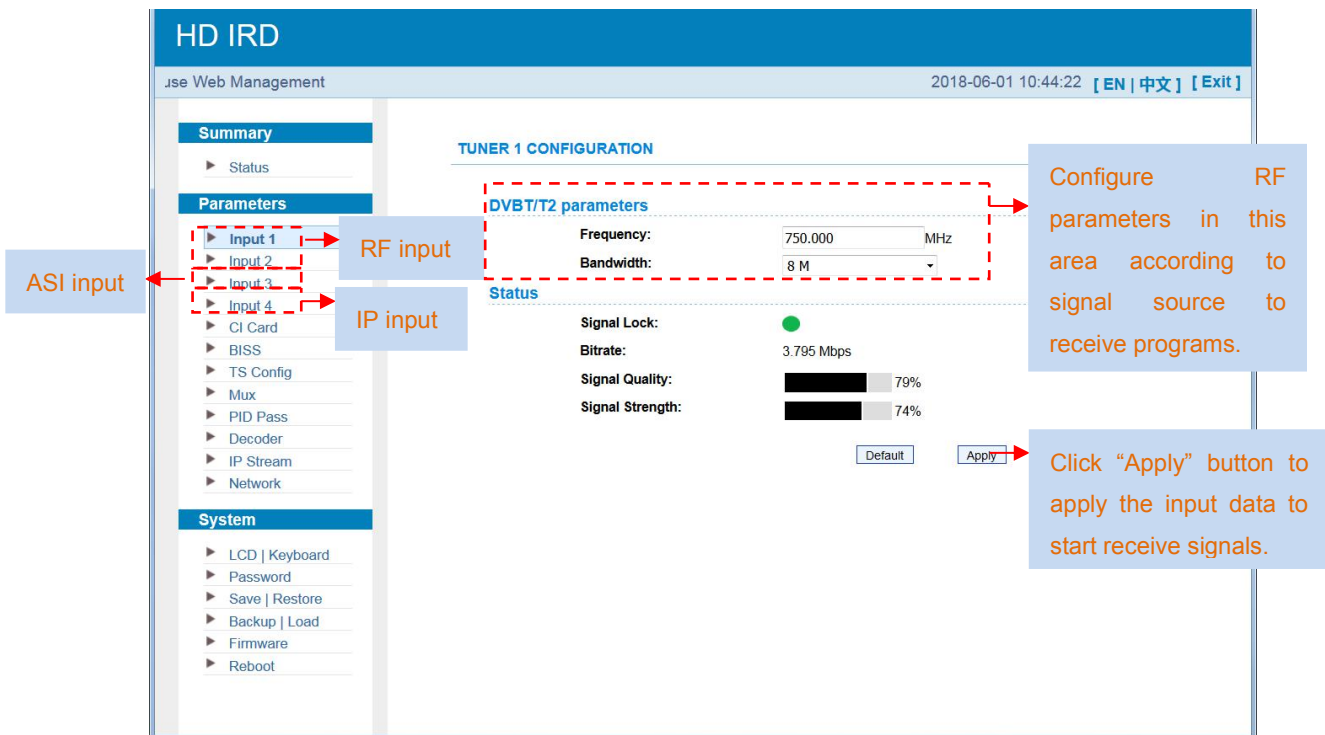 HD IRD
use Web Management
2018-06-01 10:44:22 [ EN | 中文 ] [ Exit ]
Summary
Status
Parameters
Input 1
Input 2
Input 3
Input 4
CI Card
BISS
TS Config
Mux
PID Pass
Decoder
IP Stream
Network
System
LCD | Keyboard
Password
Save | Restore
Backup | Load
Firmware
Reboot
ASI input
RF input
IP input
TUNER 1 CONFIGURATION
DVBT/T2 parameters
Frequency: 750.000 MHz
Bandwidth: 8 M
Status
Signal Lock:
Bitrate: 3.795 Mbps
Signal Quality: 79%
Signal Strength: 74%
Default Apply
Configure RF
parameters in this
area according to
signal source to
receive programs.
Click “Apply” button to
apply the input data to
start receive signals.